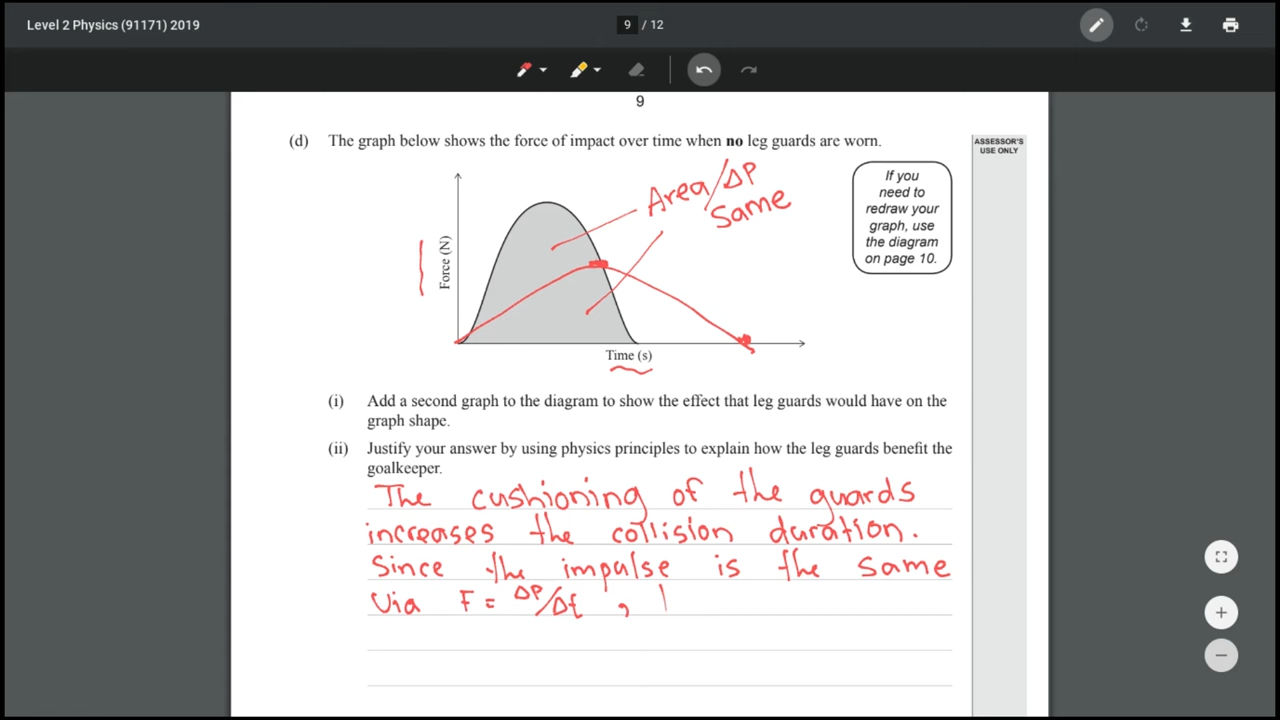 Level 2 Physics (91171) 2019
9 / 12
9
(d) The graph below shows the force of impact over time when no leg guards are worn.
ASSESSOR'S
USE ONLY
If you
need to
redraw your
graph, use
the diagram
on page 10.
Area/ΔP
Same
Force (N)
Time (s)
(i) Add a second graph to the diagram to show the effect that leg guards would have on the
graph shape.
(ii) Justify your answer by using physics principles to explain how the leg guards benefit the
goalkeeper.
The cushioning of the guards
increases the collision duration.
Since the impulse is the same
Via F = ΔP/Δt ,